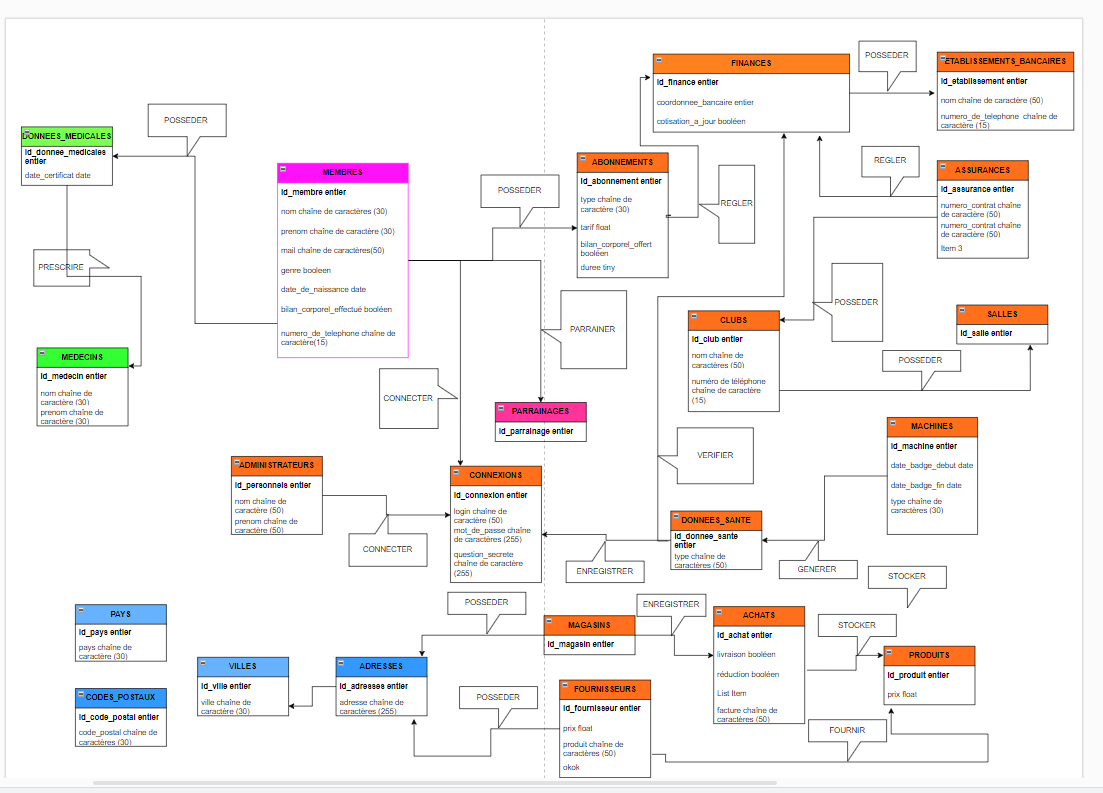 FINANCES
id_finance entier
coordonnee_bancaire entier
cotisation_a_jour booléen
POSSEDER
ETABLISSEMENTS_BANCAIRES
id_etablissement entier
nom chaîne de caractère (50)
numero_de_telephone chaîne de
caractère (15)
POSSEDER
DONNEES_MEDICALES
id_donnee_medicales
entier
date_certificat date
MEMBRES
id_membre entier
nom chaîne de caractères (30)
prenom chaîne de caractère (30)
mail chaîne de caractères(50)
genre booleen
date_de_naissance date
bilan_corporel_effectué booléen
numero_de_telephone chaîne de
caractère(15)
POSSEDER
ABONNEMENTS
id_abonnement entier
type chaîne de
caractère (30)
tarif float
bilan_corporel_offert
booléen
duree tiny
REGLER
REGLER
ASSURANCES
id_assurance entier
numero_contrat chaîne
de caractère (50)
numero_contrat chaîne
de caractère (50)
Item 3
PRESCRIRE
MEDECINS
id_medecin entier
nom chaîne de
caractère (30)
prenom chaîne de
caractère (30)
PARRAINER
POSSEDER
CLUBS
id_club entier
nom chaîne de
caractères (50)
numéro de téléphone
chaîne de caractère
(15)
SALLES
id_salle entier
POSSEDER
CONNECTER
PARRAINAGES
id_parrainage entier
VERIFIER
MACHINES
id_machine entier
date_badge_debut date
date_badge_fin date
type chaîne de
caractères (30)
ADMINISTRATEURS
id_personnels entier
nom chaîne de
caractère (50)
prenom chaîne de
caractère (50)
CONNEXIONS
id_connexion entier
login chaîne de
caractère (50)
mot_de_passe chaîne
de caractères (255)
question_secrete
chaîne de caractère
(255)
CONNECTER
DONNEES_SANTE
id_donnee_sante
entier
type chaîne de
caractères (50)
ENREGISTRER
GENERER
STOCKER
PAYS
id_pays entier
pays chaîne de
caractère (30)
POSSEDER
MAGASINS
id_magasin entier
ENREGISTRER
ACHATS
id_achat entier
livraison booléen
réduction booléen
List Item
facture chaîne de
caractères (50)
STOCKER
PRODUITS
id_produit entier
prix float
VILLES
id_ville entier
ville chaîne de
caractère (30)
ADRESSES
id_adresses entier
adresse chaîne de
caractères (255)
CODES_POSTAUX
id_code_postal entier
code_postal chaîne de
caractères (30)
POSSEDER
FOURNISSEURS
id_fournisseur entier
prix float
produit chaîne de
caractères (50)
okok
FOURNIR